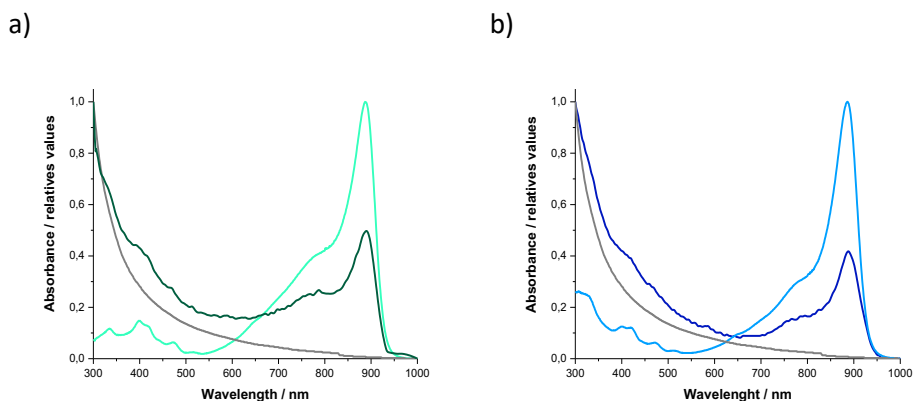 a)
b)
1,0
0,8
0,6
0,4
0,2
0,0
Absorbance / relatives values
300 400 500 600 700 800 900 1000
Wavelength / nm
1,0
0,8
0,6
0,4
0,2
0,0
Absorbance / relatives values
300 400 500 600 700 800 900 1000
Wavelenght / nm